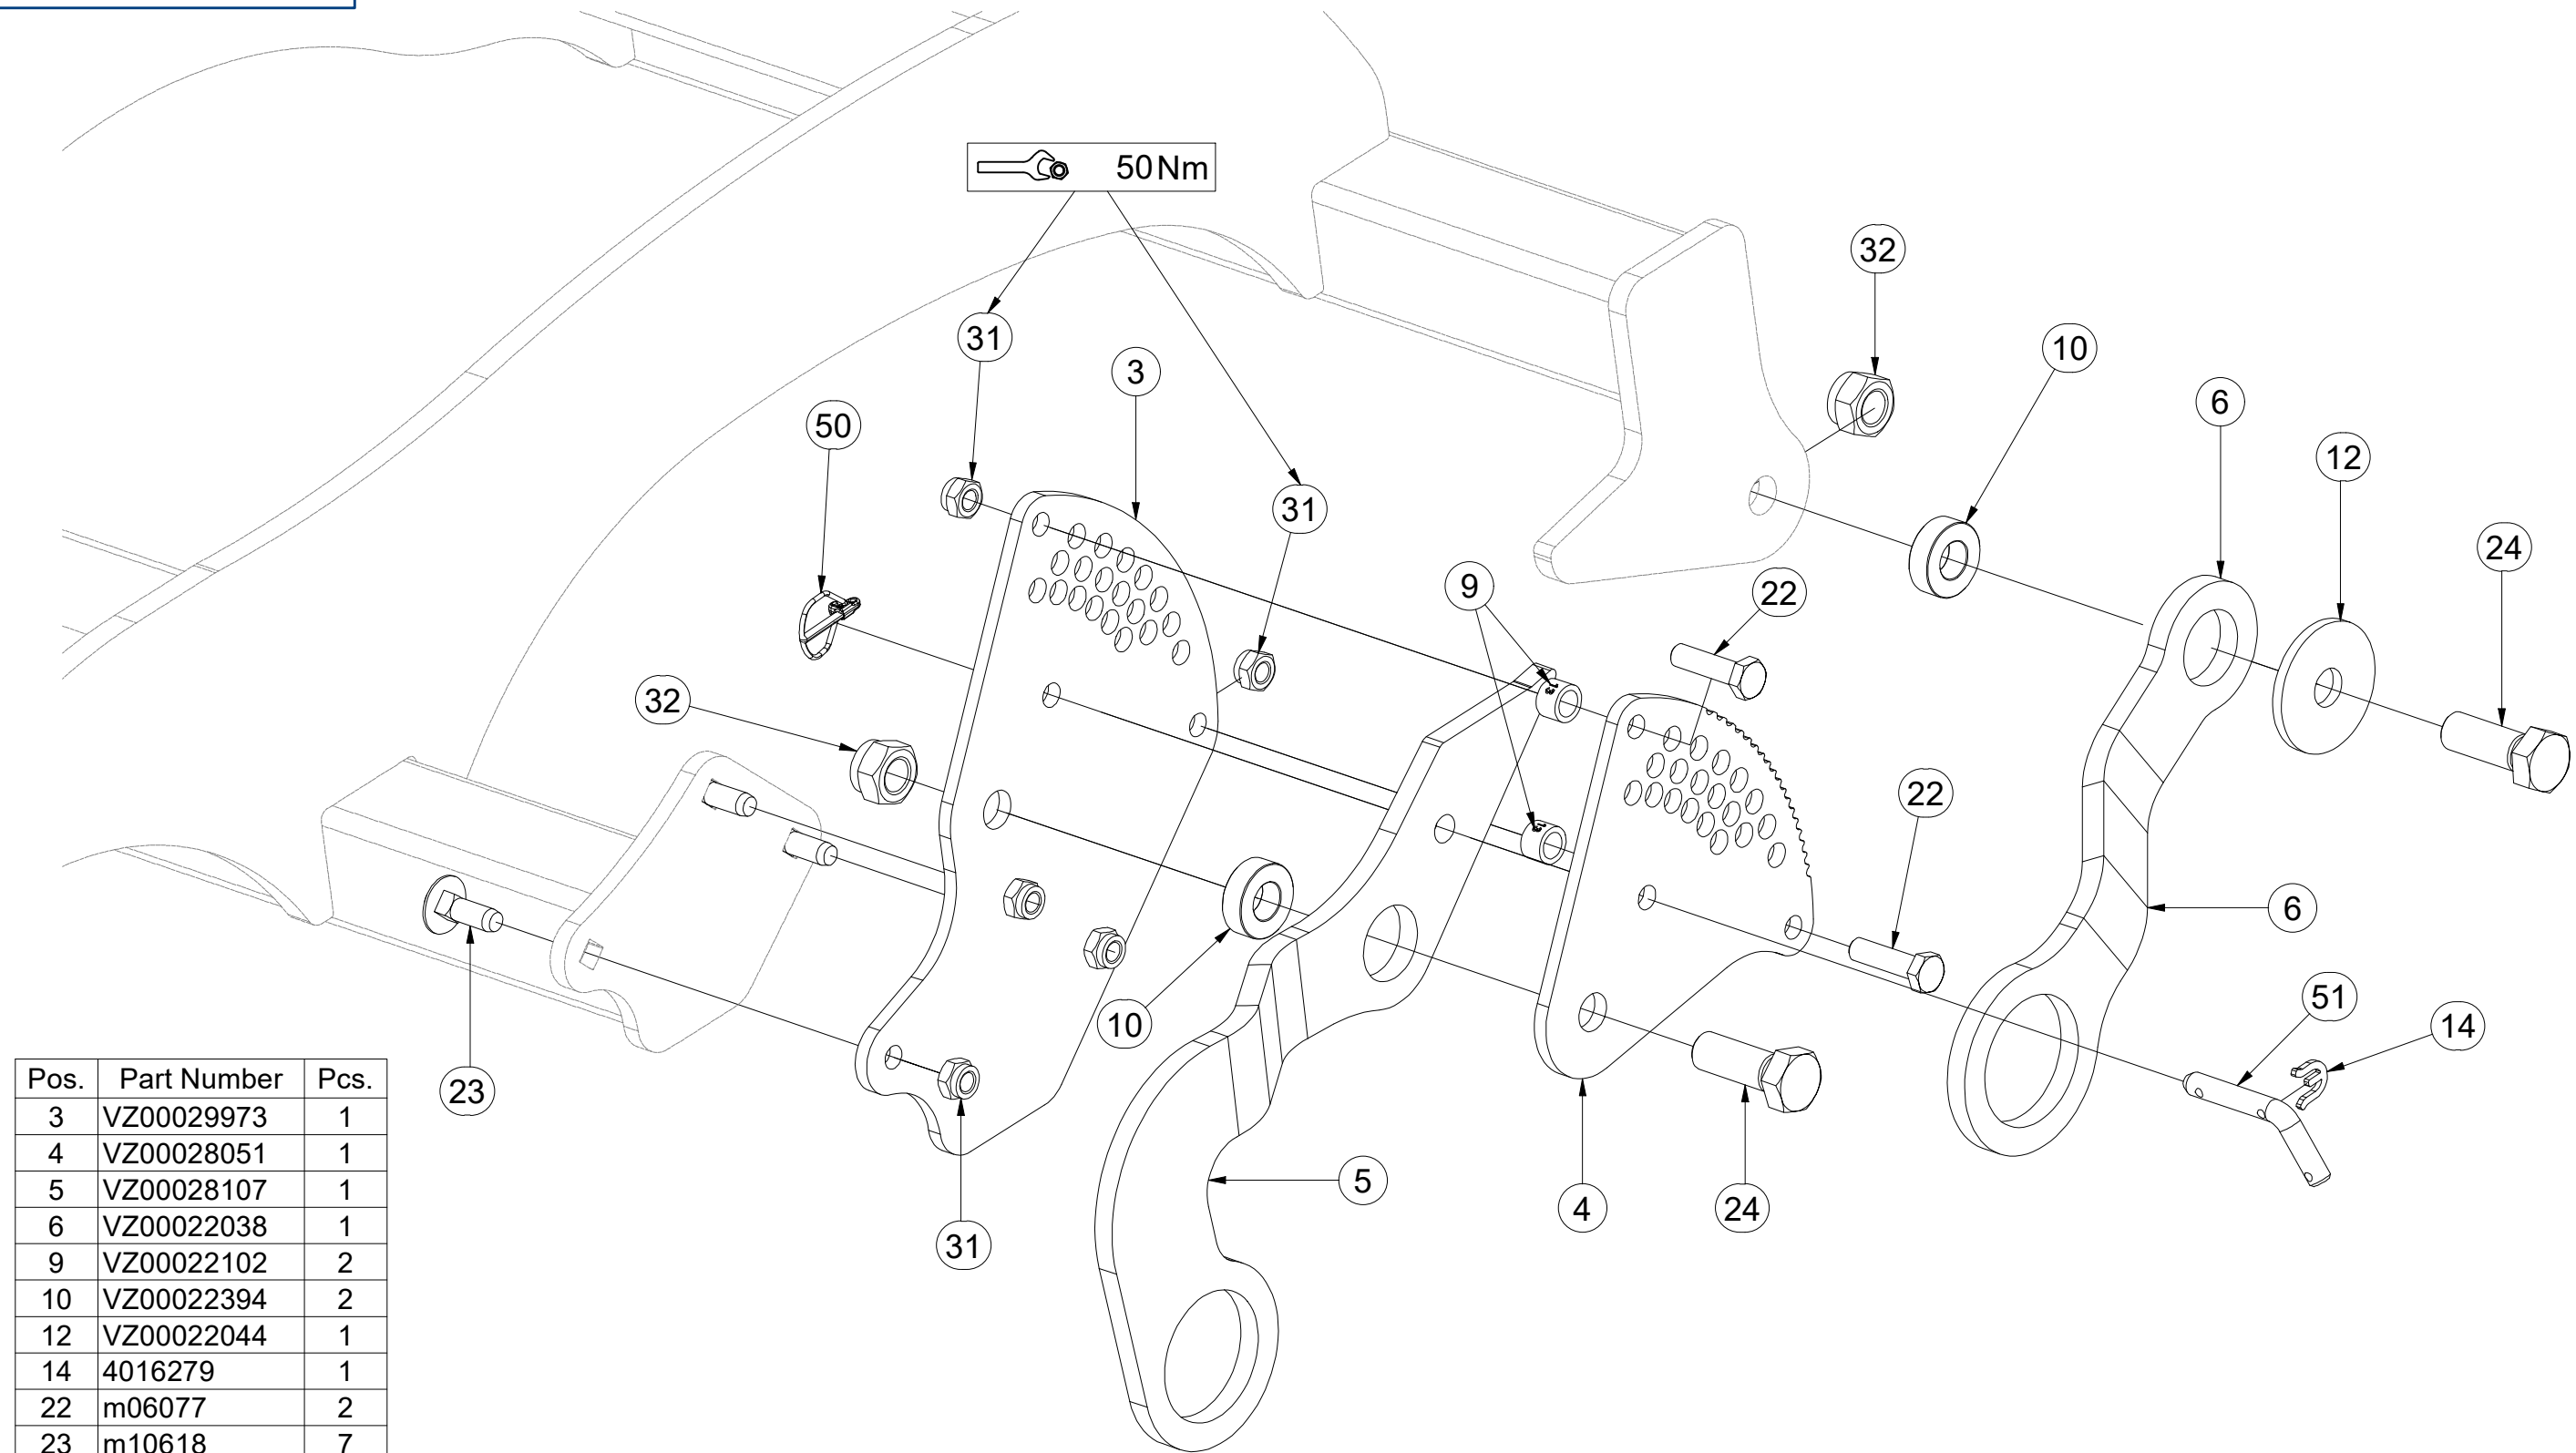 50 Nm
32
31
3
10
6
50
12
31
24
9
22
32
22
6
51
14
10
23
5
4
24
31
13
13
Pos. Part Number Pcs.
3 VZ00029973 1
4 VZ00028051 1
5 VZ00028107 1
6 VZ00022038 1
9 VZ00022102 2
10 VZ00022394 2
12 VZ00022044 1
14 4016279 1
22 m06077 2
23 m10618 7